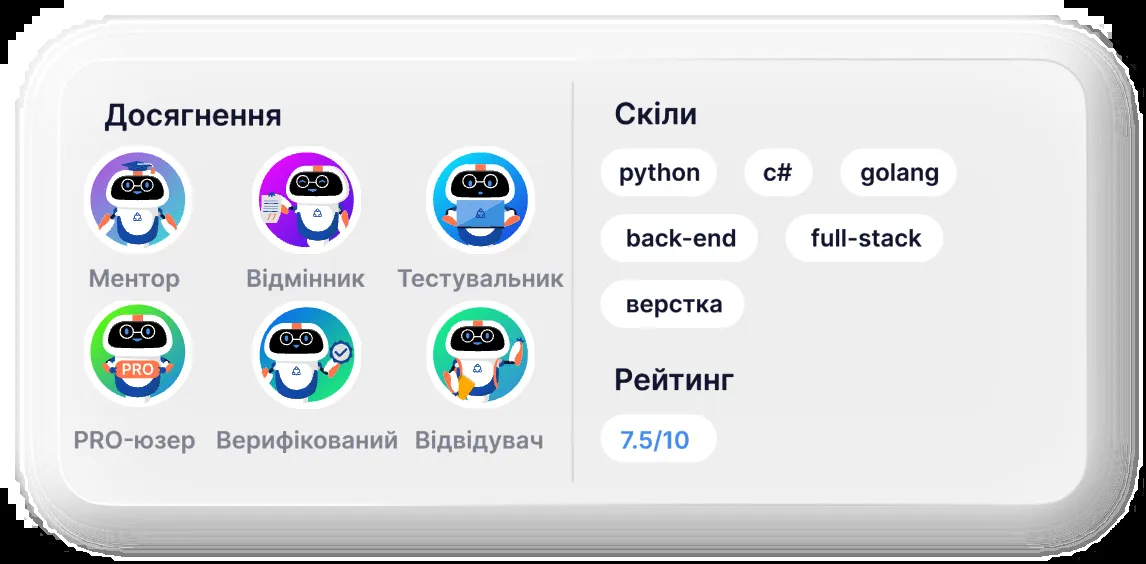 Досягнення
Ментор
Відмінник
Тестувальник
PRO
PRO-юзер
Верифікований
Відвідувач
Скіли
python
c#
golang
back-end
full-stack
верстка
Рейтинг
7.5/10